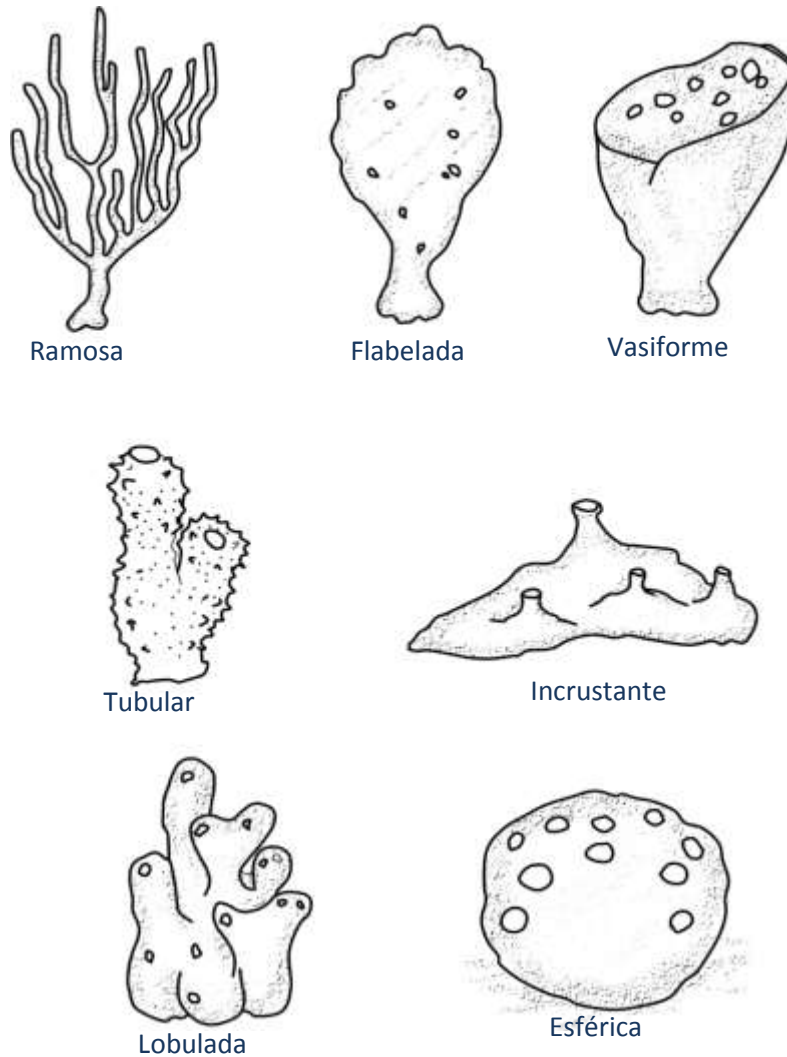 Ramosa
Flabelada
Vasiforme
Tubular
Incrustante
Lobulada
Esférica